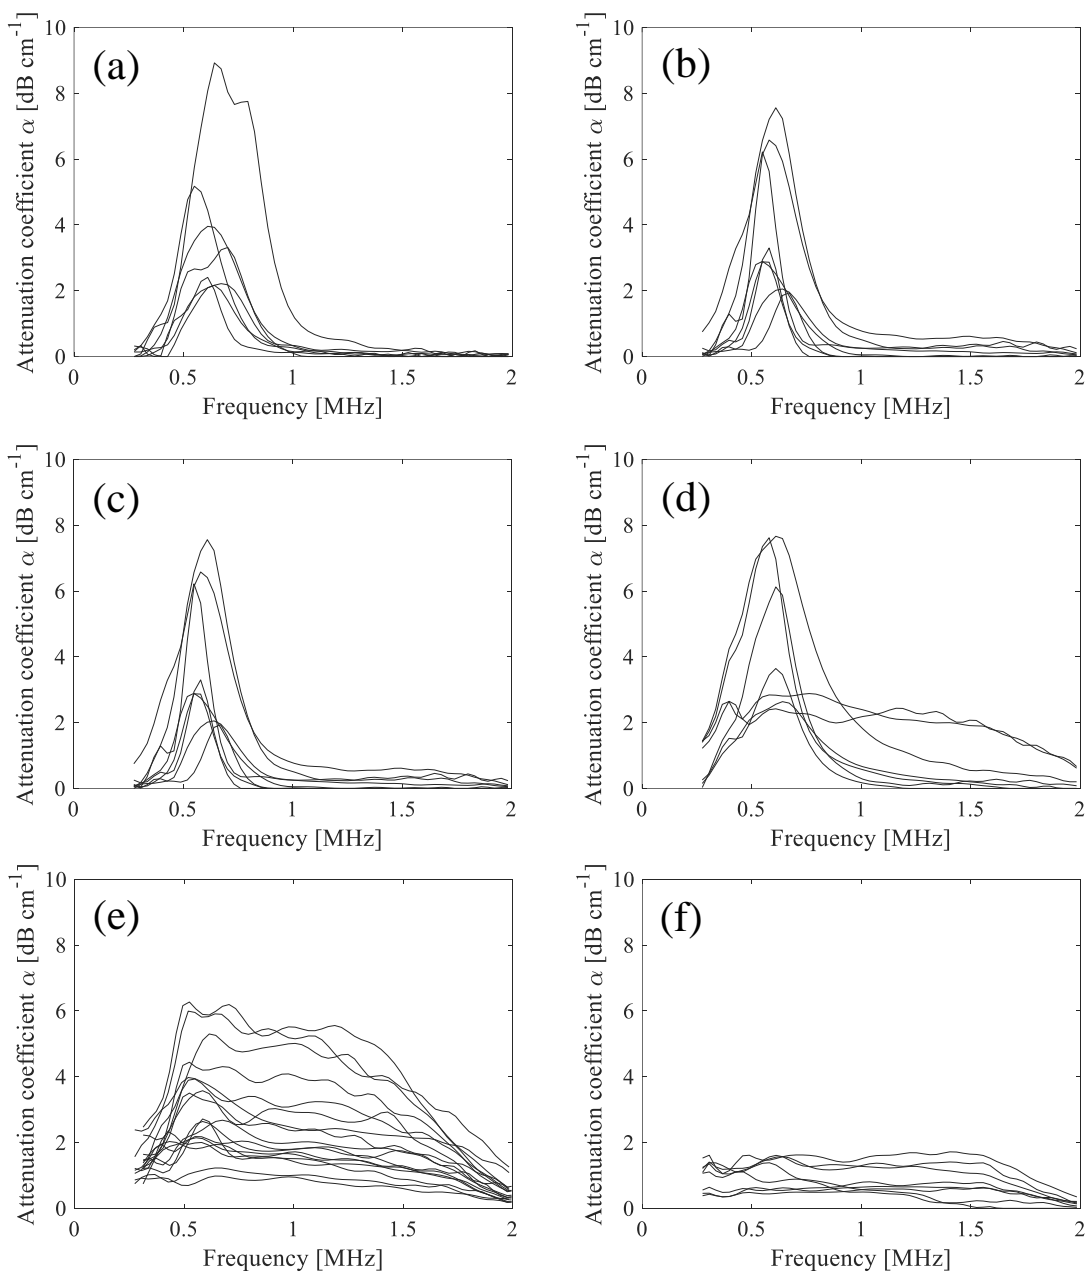 (a)
10
8
6
4
2
0
0 0.5 1 1.5 2
Attenuation coefficient α [dB cm⁻¹]
Frequency [MHz]
(b)
10
8
6
4
2
0
0 0.5 1 1.5 2
Attenuation coefficient α [dB cm⁻¹]
Frequency [MHz]
(c)
10
8
6
4
2
0
0 0.5 1 1.5 2
Attenuation coefficient α [dB cm⁻¹]
Frequency [MHz]
(d)
10
8
6
4
2
0
0 0.5 1 1.5 2
Attenuation coefficient α [dB cm⁻¹]
Frequency [MHz]
(e)
10
8
6
4
2
0
0 0.5 1 1.5 2
Attenuation coefficient α [dB cm⁻¹]
Frequency [MHz]
(f)
10
8
6
4
2
0
0 0.5 1 1.5 2
Attenuation coefficient α [dB cm⁻¹]
Frequency [MHz]